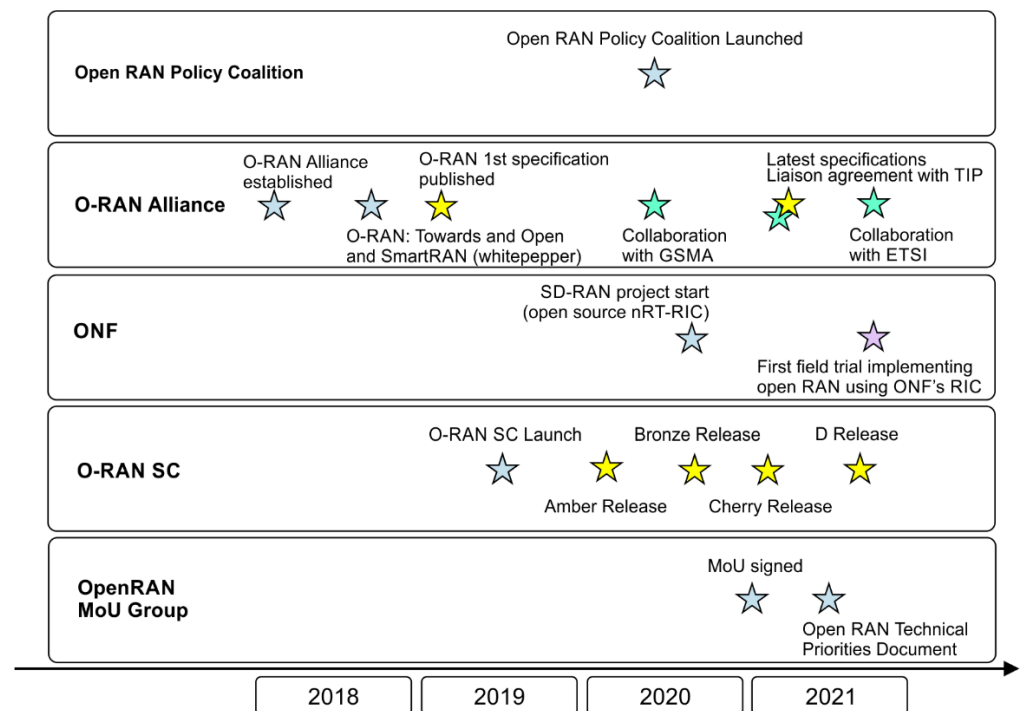 Open RAN Policy Coalition Launched
Open RAN Policy Coalition
O-RAN Alliance
established
O-RAN 1st specification
published
Latest specifications
Liaison agreement with TIP
O-RAN Alliance
O-RAN: Towards and Open
and SmartRAN (whitepepper)
Collaboration
with GSMA
Collaboration
with ETSI
SD-RAN project start
(open source nRT-RIC)
ONF
First field trial implementing
open RAN using ONF's RIC
O-RAN SC Launch
Bronze Release
D Release
O-RAN SC
Amber Release
Cherry Release
MoU signed
OpenRAN
MoU Group
Open RAN Technical
Priorities Document
2018
2019
2020
2021